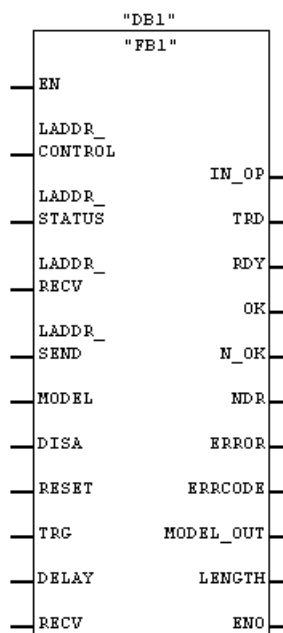 "DB1"
"FB1"
EN
LADDR_
CONTROL
IN_OP
LADDR_
STATUS
TRD
LADDR_
RECV
RDY
OK
LADDR_
SEND
N_OK
MODEL
NDR
DISA
ERROR
RESET
ERRCODE
TRG
MODEL_OUT
DELAY
LENGTH
RECV
ENO